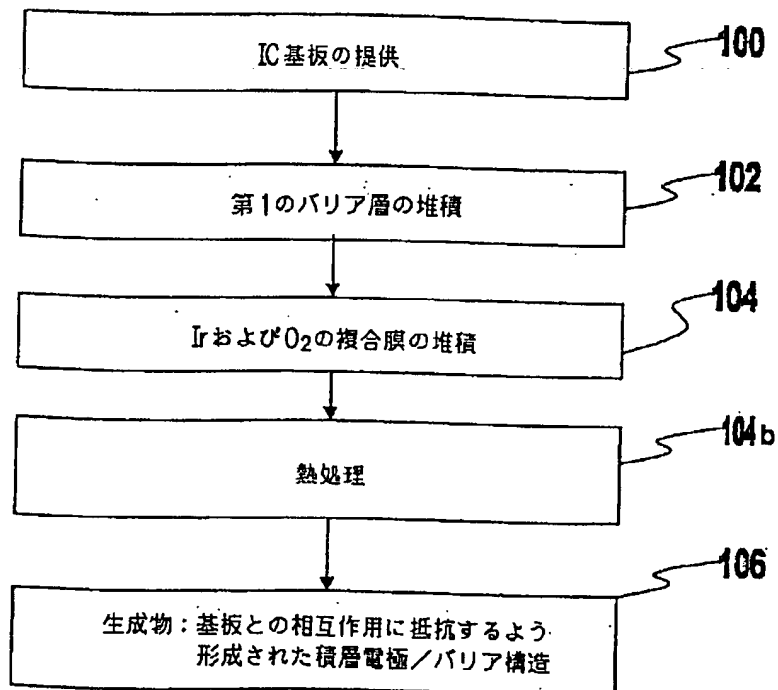 IC基板の提供
100
第1のバリア層の堆積
102
IrおよびO2の複合膜の堆積
104
熱処理
104b
生成物：基板との相互作用に抵抗するよう
形成された積層電極／バリア構造
106